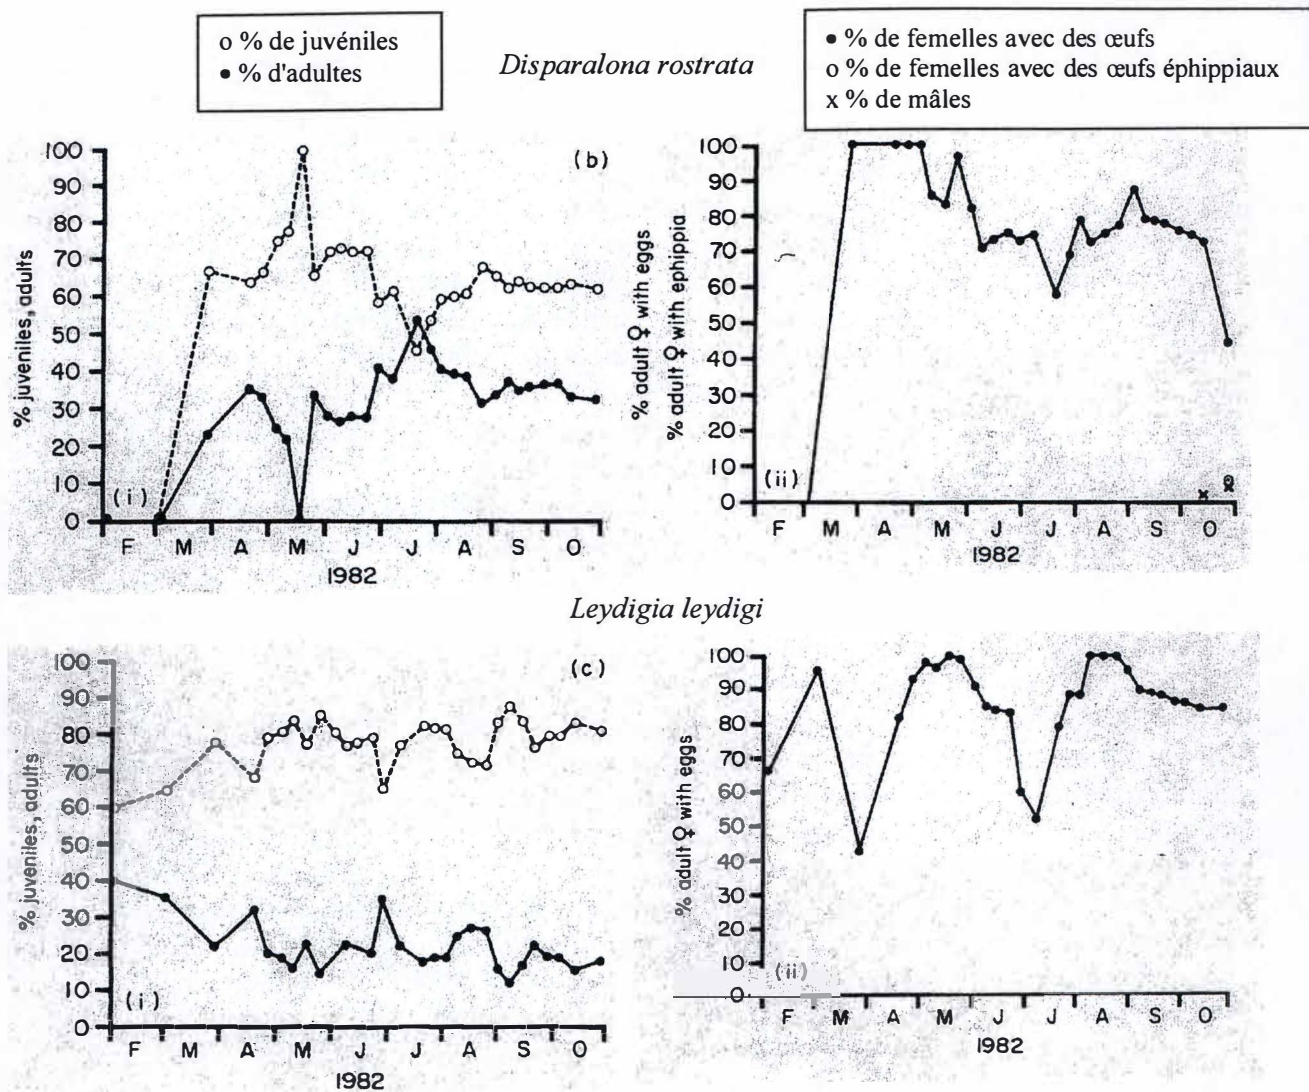 o % de juvéniles
• % d'adultes
Disparalona rostrata
• % de femelles avec des œufs
o % de femelles avec des œufs éphippiaux
x % de mâles
(b)
% juveniles, adults
100
90
80
70
60
50
40
30
20
10
0
(i)
F M A M J J A S O
1982
% adult ♀ with eggs
% adult ♀ with ephippia
100
90
80
70
60
50
40
30
20
10
0
(ii)
F M A M J J A S O
1982
Leydigia leydigi
(c)
% juveniles, adults
100
90
80
70
60
50
40
30
20
10
0
(i)
F M A M J J A S O
1982
% adult ♀ with eggs
100
90
80
70
60
50
40
30
20
10
0
(ii)
F M A M J J A S O
1982